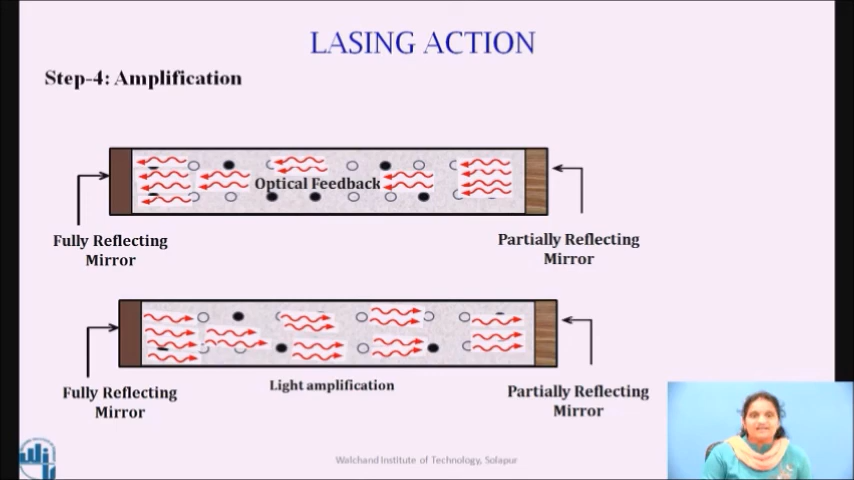 LASING ACTION
Step-4: Amplification
Optical Feedback
Fully Reflecting
Mirror
Partially Reflecting
Mirror
Light amplification
Fully Reflecting
Mirror
Partially Reflecting
Mirror
Walchand Institute of Technology, Solapur